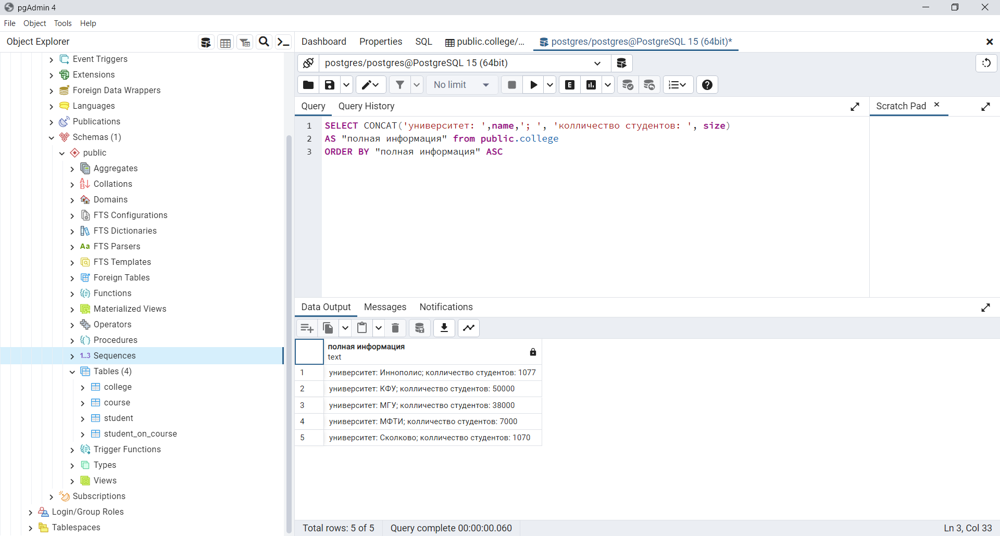 pgAdmin 4
File Object Tools Help
Object Explorer
Event Triggers
Extensions
Foreign Data Wrappers
Languages
Publications
Schemas (1)
public
Aggregates
Collations
Domains
FTS Configurations
FTS Dictionaries
Aa FTS Parsers
FTS Templates
Foreign Tables
Functions
Materialized Views
Operators
Procedures
1..3 Sequences
Tables (4)
college
course
student
student_on_course
Trigger Functions
Types
Views
Subscriptions
Login/Group Roles
Tablespaces
Dashboard Properties SQL public.college/... postgres/postgres@PostgreSQL 15 (64bit)*
postgres/postgres@PostgreSQL 15 (64bit)
No limit
E
Query Query History
Scratch Pad
1 SELECT CONCAT('университет: ',name,'; ', 'колличество студентов: ', size)
2 AS "полная информация" from public.college
3 ORDER BY "полная информация" ASC
Data Output Messages Notifications
полная информация
text
1 университет: Иннополис; колличество студентов: 1077
2 университет: КФУ; колличество студентов: 50000
3 университет: МГУ; колличество студентов: 38000
4 университет: МФТИ; колличество студентов: 7000
5 университет: Сколково; колличество студентов: 1070
Total rows: 5 of 5 Query complete 00:00:00.060 Ln 3, Col 33